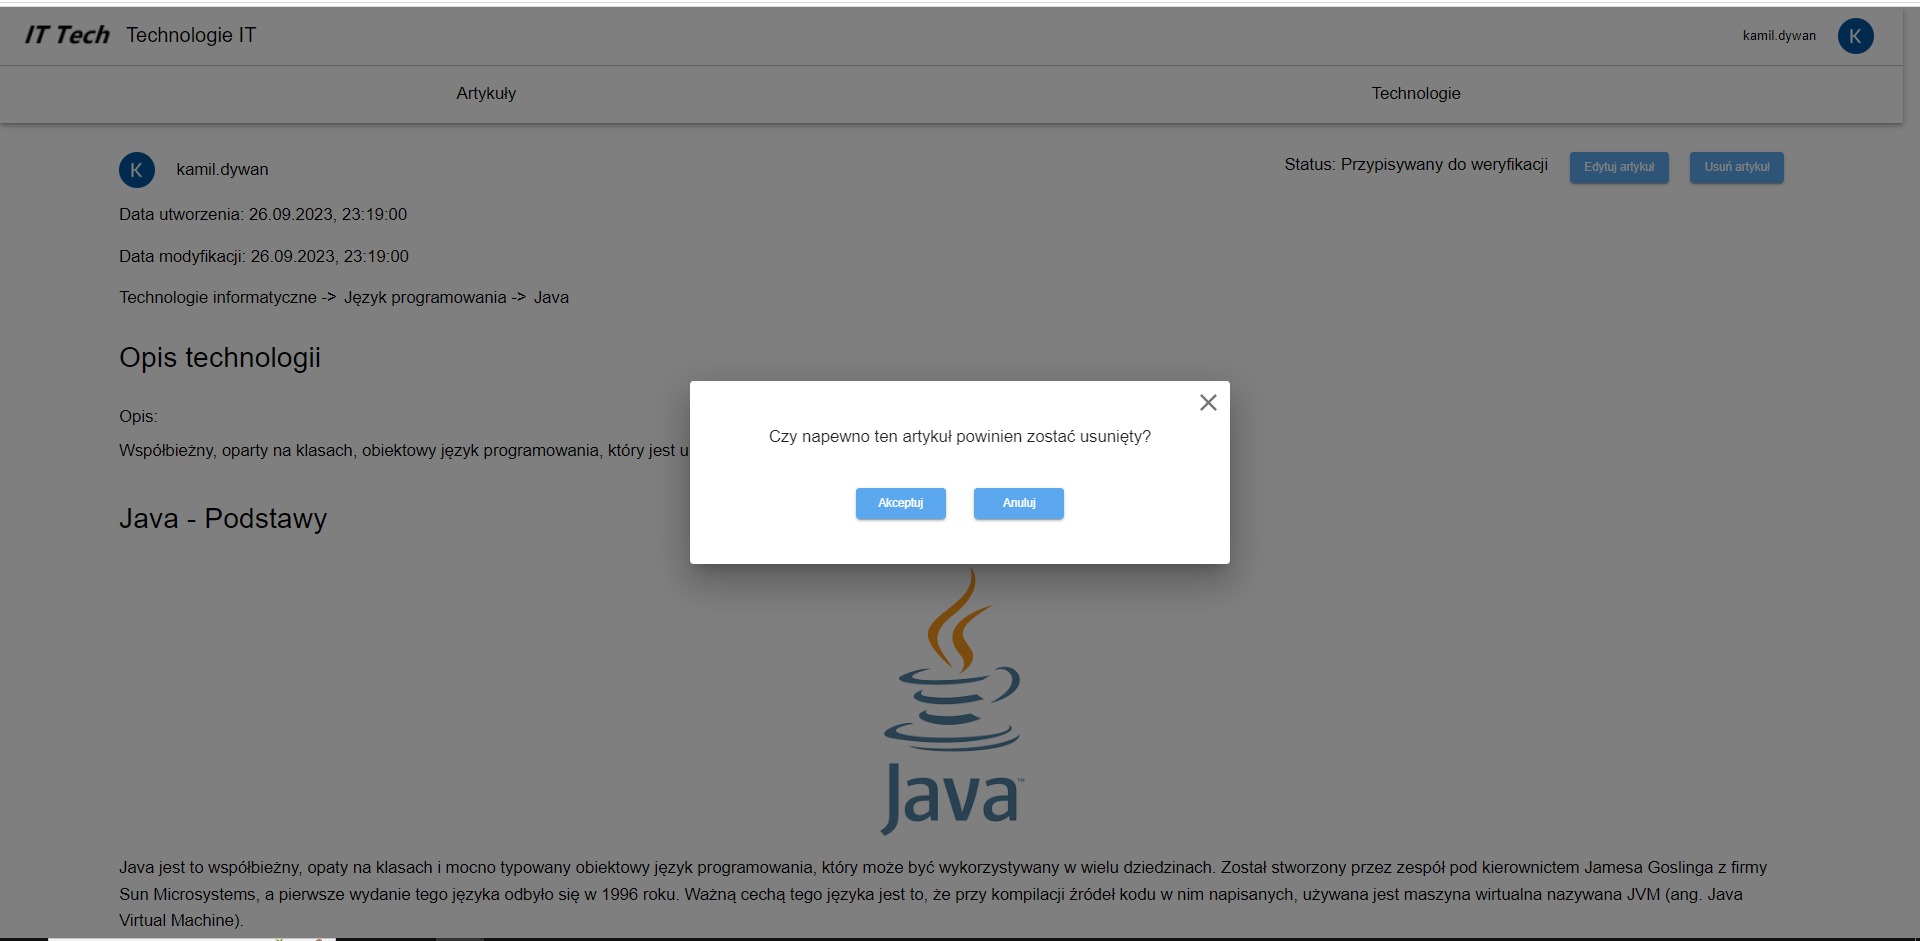 IT Tech Technologie IT
kamil.dywan K
Artykuły Technologie
K kamil.dywan
Status: Przypisywany do weryfikacji Edytuj artykuł Usuń artykuł
Data utworzenia: 26.09.2023, 23:19:00
Data modyfikacji: 26.09.2023, 23:19:00
Technologie informatyczne -> Język programowania -> Java
Opis technologii
Opis:
Współbieżny, oparty na klasach, obiektowy język programowania, który jest u
Czy napewno ten artykuł powinien zostać usunięty?
Akceptuj Anuluj
Java - Podstawy
Java™
Java jest to współbieżny, opaty na klasach i mocno typowany obiektowy język programowania, który może być wykorzystywany w wielu dziedzinach. Został stworzony przez zespół pod kierownictem Jamesa Goslinga z firmy
Sun Microsystems, a pierwsze wydanie tego języka odbyło się w 1996 roku. Ważną cechą tego języka jest to, że przy kompilacji źródeł kodu w nim napisanych, używana jest maszyna wirtualna nazywana JVM (ang. Java
Virtual Machine).